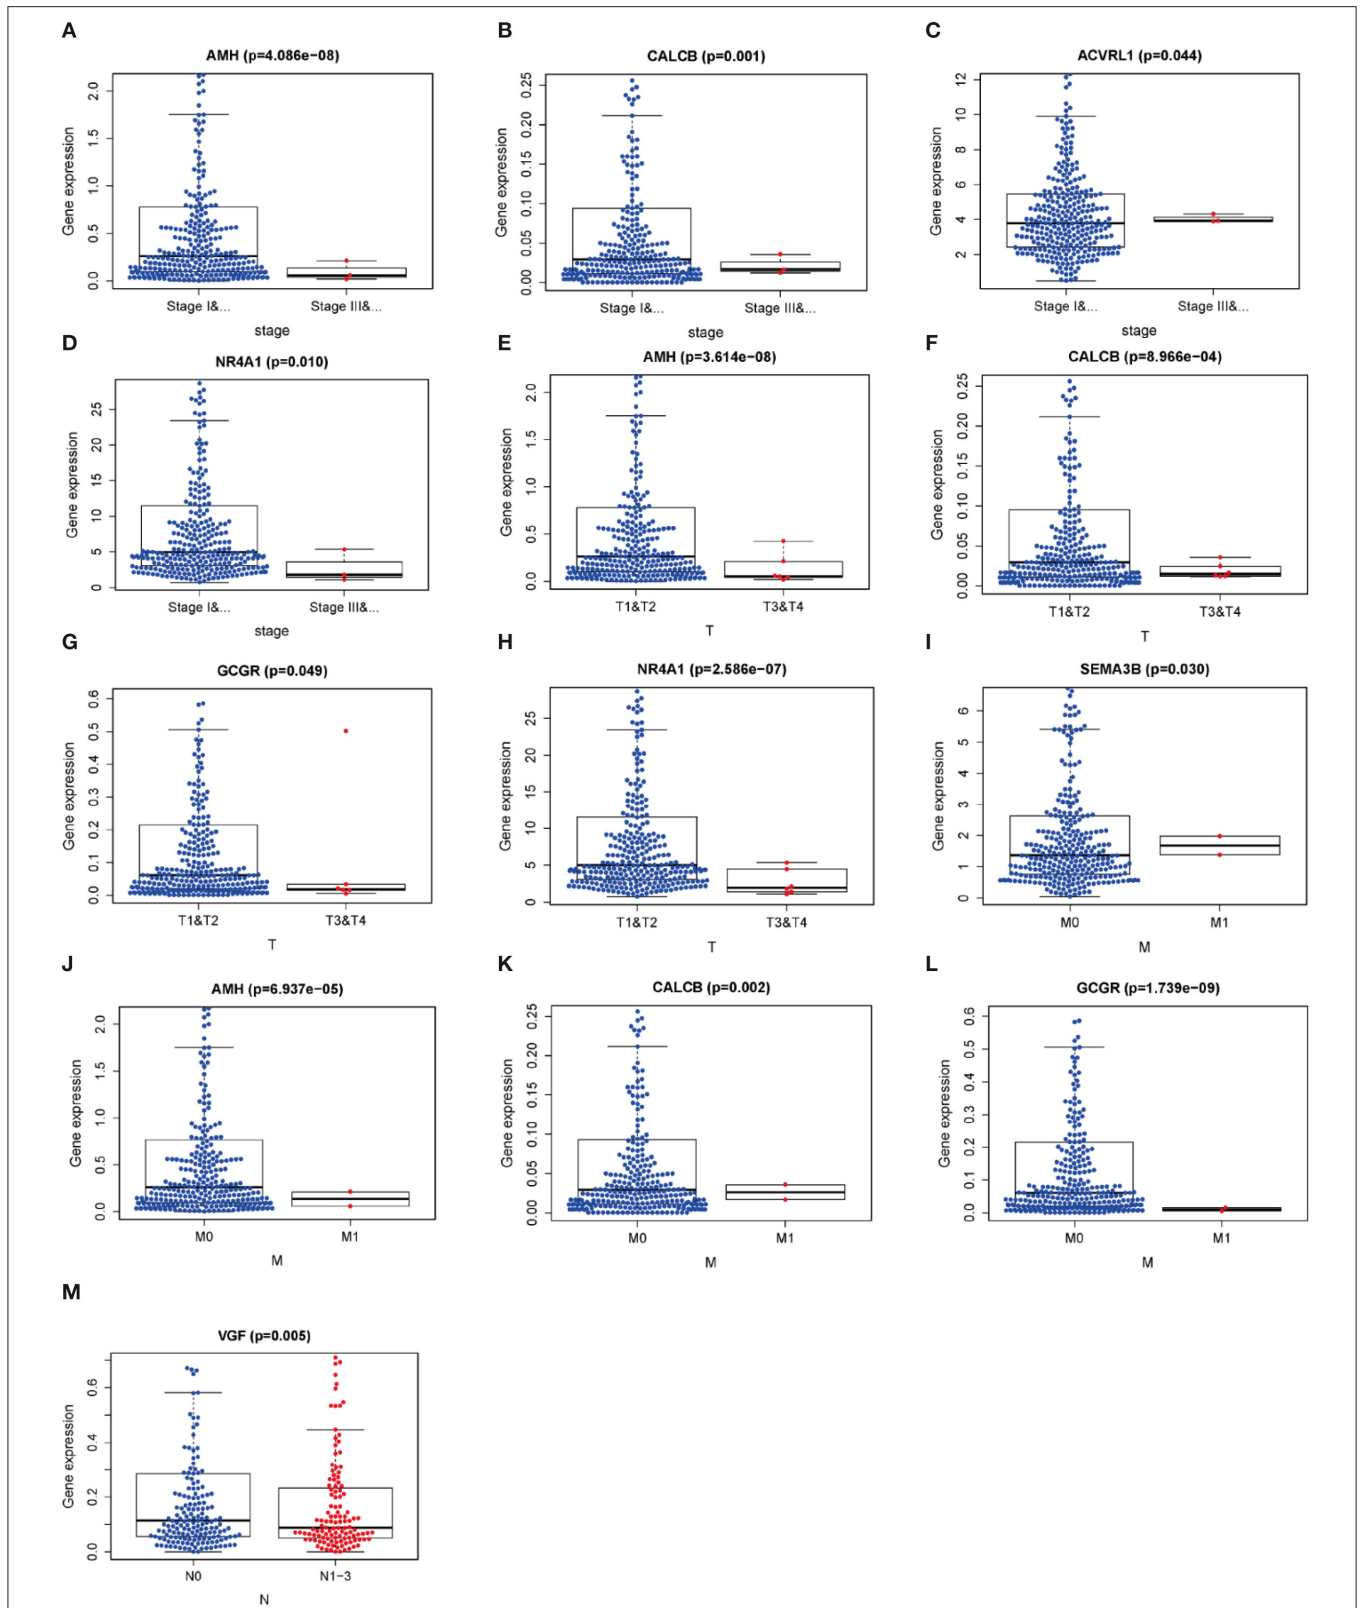 A
AMH (p=4.086e−08)
Gene expression
2.0
1.5
1.0
0.5
0.0
Stage I&...
Stage III&...
stage
B
CALCB (p=0.001)
Gene expression
0.25
0.20
0.15
0.10
0.05
0.00
Stage I&...
Stage III&...
stage
C
ACVRL1 (p=0.044)
Gene expression
12
10
8
6
4
2
Stage I&...
Stage III&...
D
NR4A1 (p=0.010)
Gene expression
25
20
15
10
5
0
Stage I&...
Stage III&...
stage
E
AMH (p=3.614e−08)
Gene expression
2.0
1.5
1.0
0.5
0.0
T1&T2
T3&T4
T
F
CALCB (p=8.966e−04)
Gene expression
0.25
0.20
0.15
0.10
0.05
0.00
T1&T2
T3&T4
T
G
GCGR (p=0.049)
Gene expression
0.6
0.5
0.4
0.3
0.2
0.1
0.0
T1&T2
T3&T4
T
H
NR4A1 (p=2.586e−07)
Gene expression
25
20
15
10
5
0
T1&T2
T3&T4
T
I
SEMA3B (p=0.030)
Gene expression
6
5
4
3
2
1
0
M0
M1
M
J
AMH (p=6.937e−05)
Gene expression
2.0
1.5
1.0
0.5
0.0
M0
M1
M
K
CALCB (p=0.002)
Gene expression
0.25
0.20
0.15
0.10
0.05
0.00
M0
M1
M
L
GCGR (p=1.739e−09)
Gene expression
0.6
0.5
0.4
0.3
0.2
0.1
0.0
M0
M1
M
M
VGF (p=0.005)
Gene expression
0.6
0.4
0.2
0.0
N0
N1−3
N